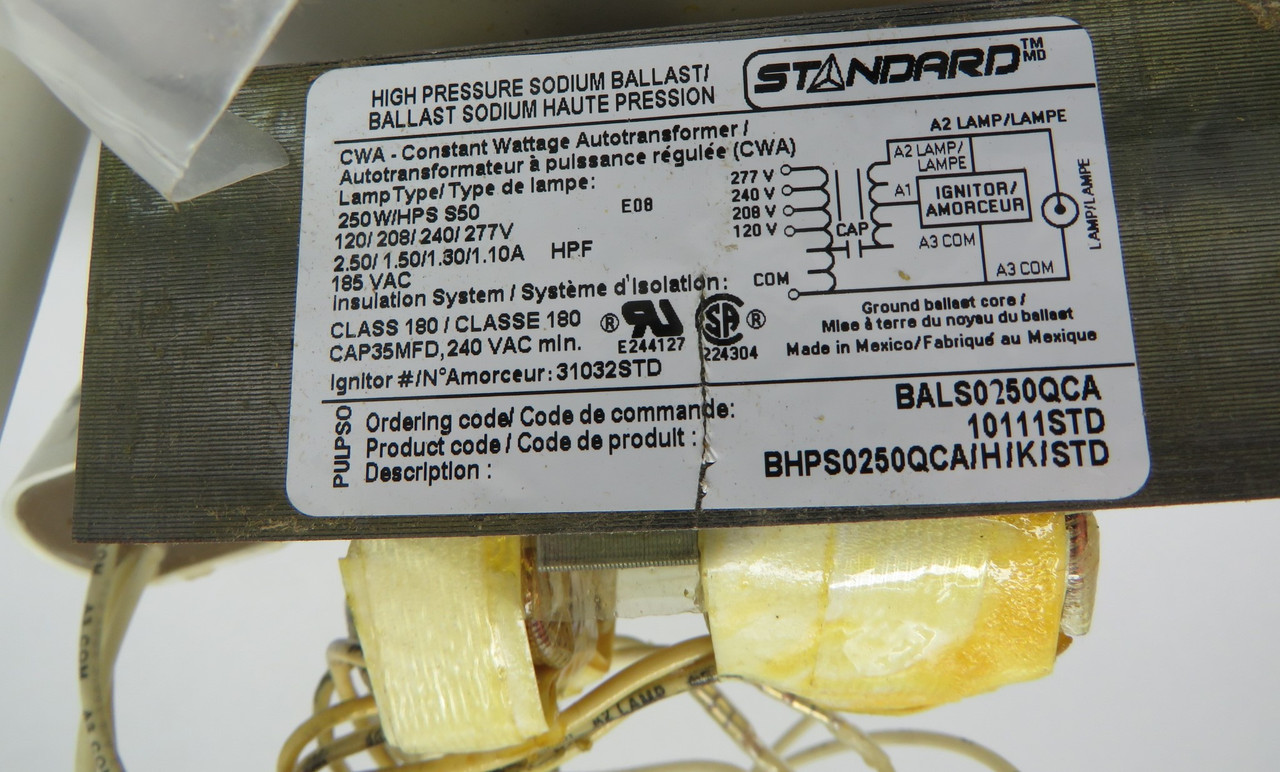 HIGH PRESSURE SODIUM BALLAST/
BALLAST SODIUM HAUTE PRESSION
STANDARD TM MD
CWA - Constant Wattage Autotransformer /
Autotransformateur à puissance régulée (CWA)
Lamp Type/ Type de lampe:
250W/HPS S50 E08
120/ 208/ 240/ 277V
2.50/ 1.50/1.30/1.10A HPF
185 VAC
Insulation System / Système d'Isolation:
CLASS 180 / CLASSE 180
CAP35MFD, 240 VAC min.
Ignitor #/N°Amorceur: 31032STD
® RU
E244127
SA ®
224304
277 V
240 V
208 V
120 V
COM
CAP
A2 LAMP/LAMPE
A2 LAMP/
LAMPE
A1
IGNITOR/
AMORCEUR
A3 COM
A3 COM
LAMP/LAMPE
Ground ballast core /
Mise à terre du noyau du ballast
Made in Mexico/Fabriqué au Mexique
PULPSO
Ordering code/ Code de commande: BALS0250QCA
Product code / Code de produit : 10111STD
Description : BHPS0250QCA/H/K/STD
A2 LAMP